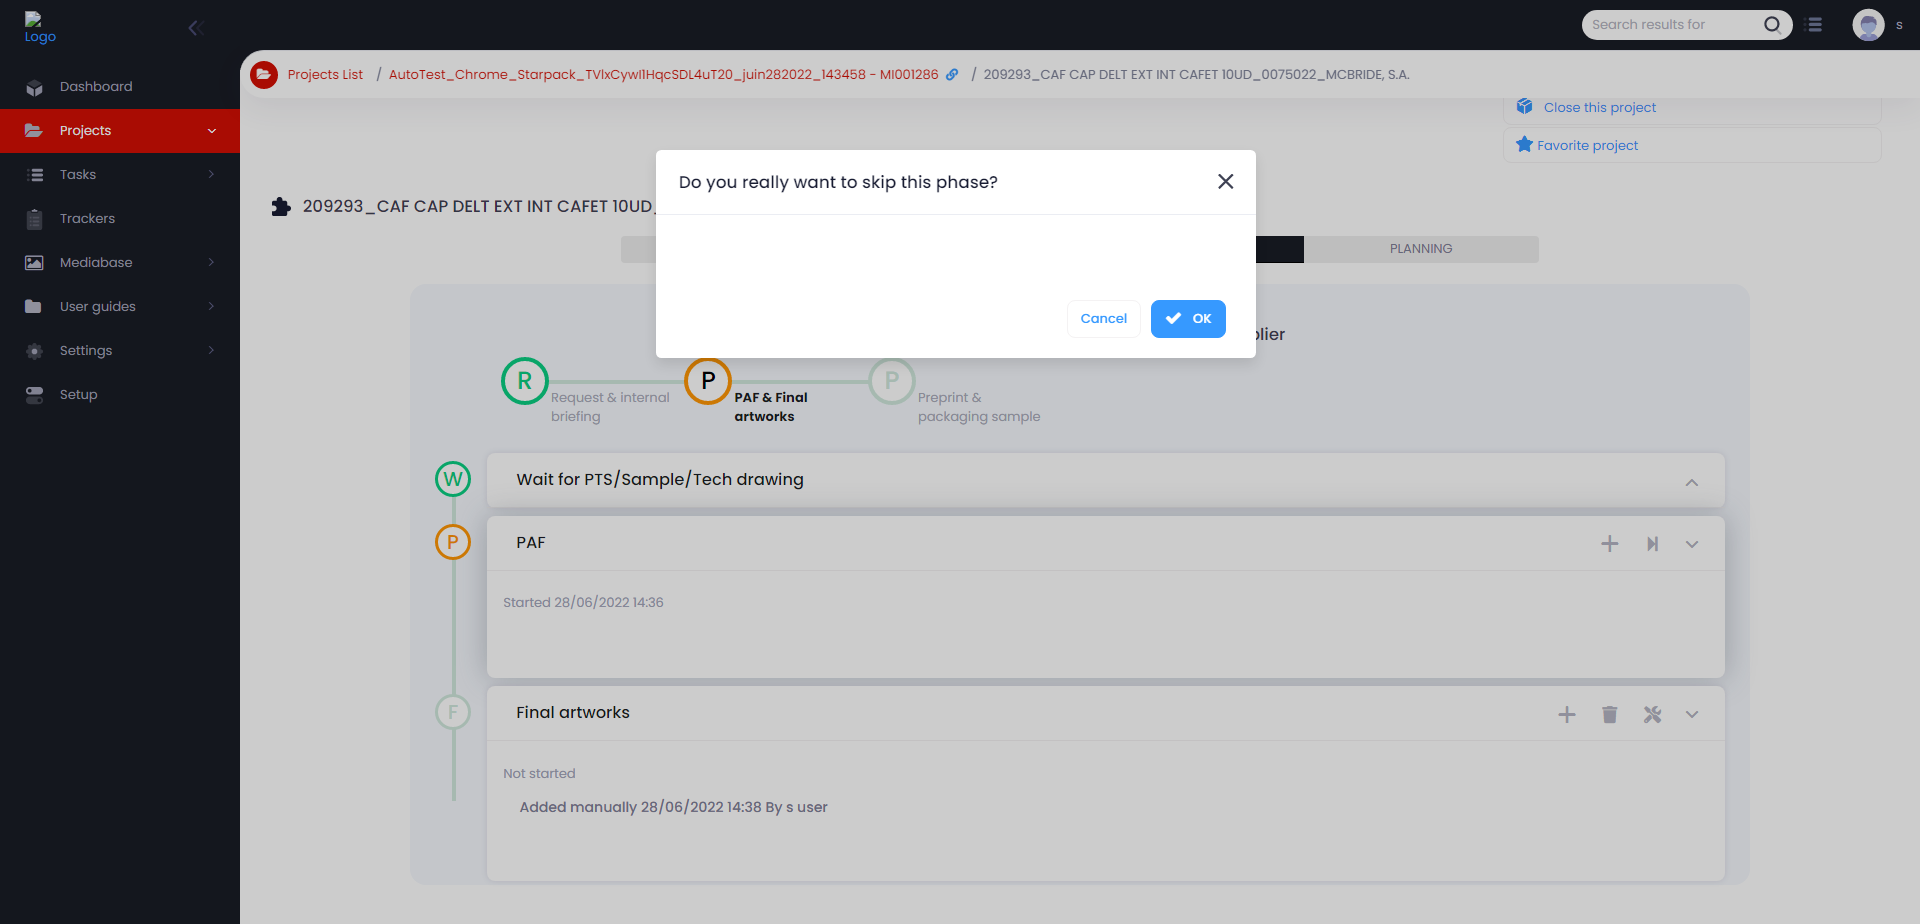 Logo
Search results for
s
Dashboard
Projects
Tasks
Trackers
Mediabase
User guides
Settings
Setup
Projects List / AutoTest_Chrome_Starpack_TVlxCywI1HqcSDL4uT20_juin282022_143458 - MI001286 / 209293_CAF CAP DELT EXT INT CAFET 10UD_0075022_MCBRIDE, S.A.
Close this project
Favorite project
209293_CAF CAP DELT EXT INT CAFET 10UD_
Do you really want to skip this phase?
Cancel
OK
PLANNING
R
Request & internal
briefing
P
PAF & Final
artworks
P
Preprint &
packaging sample
W
Wait for PTS/Sample/Tech drawing
P
PAF
Started 28/06/2022 14:36
F
Final artworks
Not started
Added manually 28/06/2022 14:38 By s user